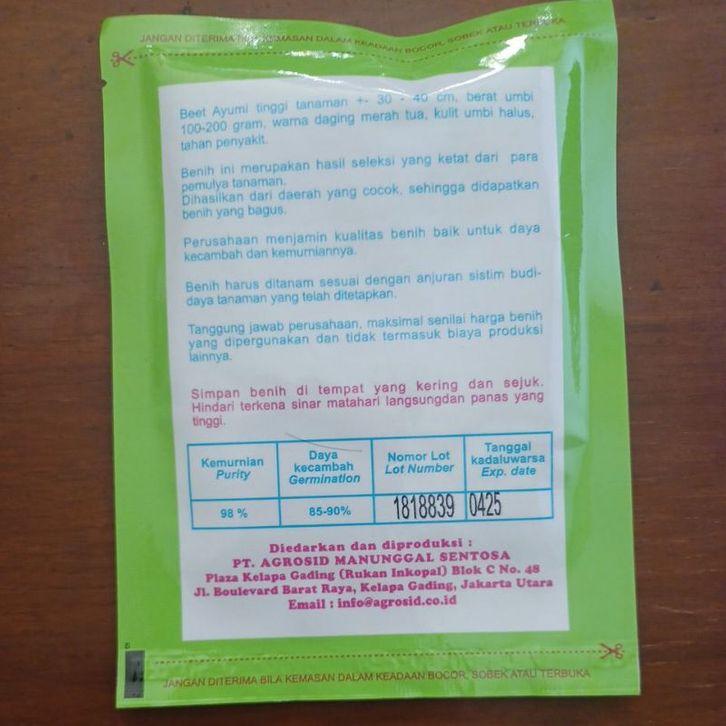 JANGAN DITERIMA BILA KEMASAN DALAM KEADAAN BOCOR, SOBEK ATAU TERBUKA
Beet Ayumi tinggi tanaman +- 30 - 40 cm, berat umbi
100-200 gram, warna daging merah tua, kulit umbi halus,
tahan penyakit.
Benih ini merupakan hasil seleksi yang ketat dari para
pemulya tanaman.
Dihasilkan dari daerah yang cocok, sehingga didapatkan
benih yang bagus.
Perusahaan menjamin kualitas benih baik untuk daya
kecambah dan kemurniannya.
Benih harus ditanam sesuai dengan anjuran sistim budi-
daya tanaman yang telah ditetapkan.
Tanggung jawab perusahaan, maksimal senilai harga benih
yang dipergunakan dan tidak termasuk biaya produksi
lainnya.
Simpan benih di tempat yang kering dan sejuk.
Hindari terkena sinar matahari langsungdan panas yang
tinggi.
Kemurnian
Purity
Daya
kecambah
Germination
Nomor Lot
Lot Number
Tanggal
kadaluwarsa
Exp. date
98 %
85-90%
1818839
0425
Diedarkan dan diproduksi :
PT. AGROSID MANUNGGAL SENTOSA
Plaza Kelapa Gading (Rukan Inkopal) Blok C No. 48
Jl. Boulevard Barat Raya, Kelapa Gading, Jakarta Utara
Email : info@agrosid.co.id
JANGAN DITERIMA BILA KEMASAN DALAM KEADAAN BOCOR, SOBEK ATAU TERBUKA